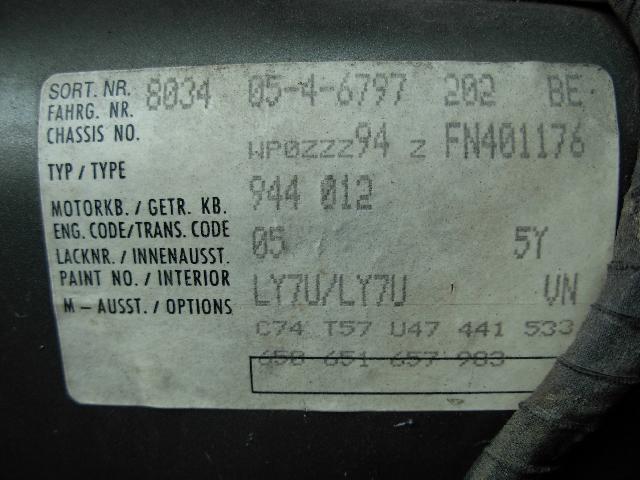 SORT. NR. 8034 05-4-6797 202 BE
FAHRG. NR.
CHASSIS NO. WP0ZZZ94 Z FN401176
TYP / TYPE 944 012
MOTORKB. / GETR. KB.
ENG. CODE/TRANS. CODE 05 5Y
LACKNR. / INNENAUSST.
PAINT NO. / INTERIOR LY7U/LY7U VN
M – AUSST. / OPTIONS C74 T57 U47 441 533
650 651 657 983